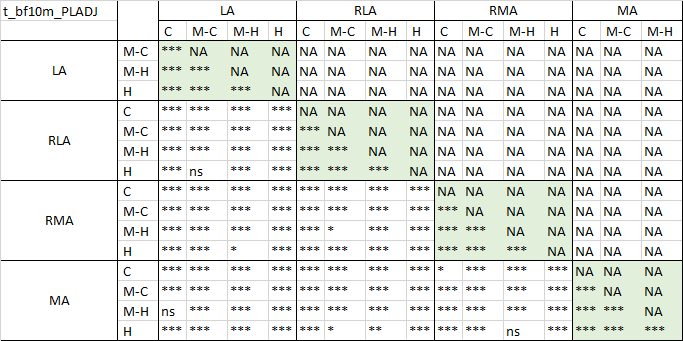 t_bf10m_PLADJ LA RLA RMA MA
C M-C M-H H C M-C M-H H C M-C M-H H C M-C M-H
LA M-C *** NA NA NA NA NA NA NA NA NA NA NA NA NA NA
M-H *** *** NA NA NA NA NA NA NA NA NA NA NA NA NA
H *** *** *** NA NA NA NA NA NA NA NA NA NA NA NA
RLA C *** *** *** *** NA NA NA NA NA NA NA NA NA NA NA
M-C *** *** *** *** *** NA NA NA NA NA NA NA NA NA NA
M-H *** *** *** *** *** *** NA NA NA NA NA NA NA NA NA
H *** ns *** *** *** *** *** NA NA NA NA NA NA NA NA
RMA C *** *** *** *** *** *** *** *** NA NA NA NA NA NA NA
M-C *** *** *** *** *** *** *** *** *** NA NA NA NA NA NA
M-H *** *** *** *** *** * *** *** *** *** NA NA NA NA NA
H *** *** * *** *** *** *** *** *** *** *** NA NA NA NA
MA C *** *** *** *** *** *** *** *** * *** *** *** NA NA NA
M-C *** *** *** *** *** *** *** *** *** *** *** *** *** NA NA
M-H ns *** *** *** *** *** *** *** *** *** *** *** *** *** NA
H *** *** *** *** *** * ** *** *** *** ns *** *** *** ***